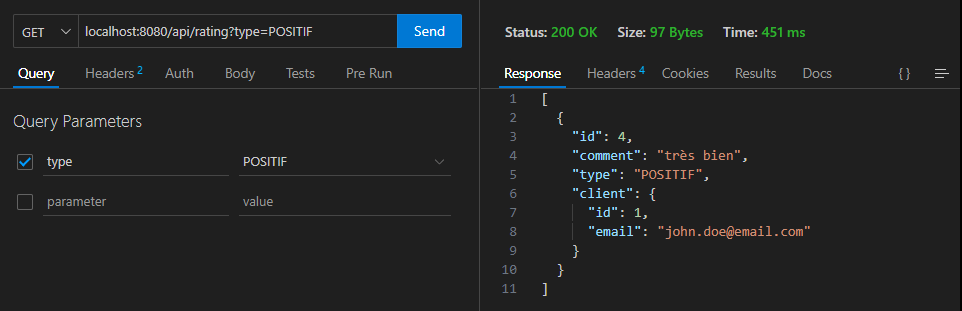 GET localhost:8080/api/rating?type=POSITIF Send
Query Headers 2 Auth Body Tests Pre Run
Query Parameters
type POSITIF
parameter value
Status: 200 OK Size: 97 Bytes Time: 451 ms
Response Headers 4 Cookies Results Docs { }
1 [
2 {
3 "id": 4,
4 "comment": "très bien",
5 "type": "POSITIF",
6 "client": {
7 "id": 1,
8 "email": "john.doe@email.com"
9 }
10 }
11 ]